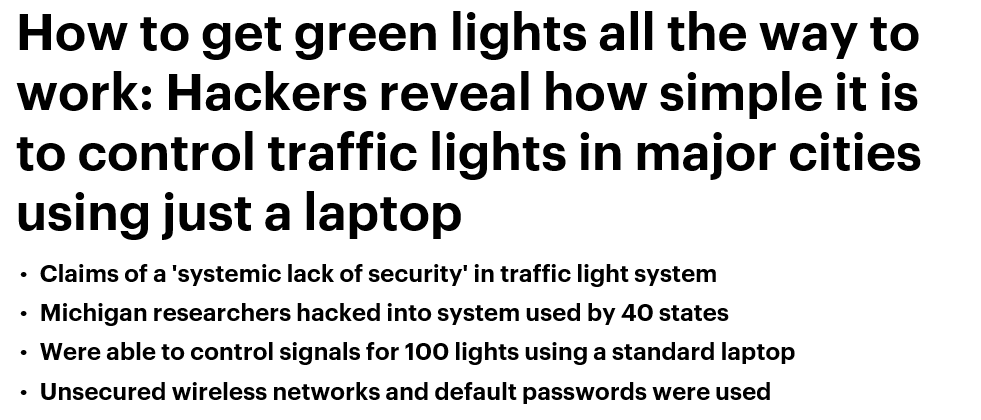 How to get green lights all the way to
work: Hackers reveal how simple it is
to control traffic lights in major cities
using just a laptop
• Claims of a 'systemic lack of security' in traffic light system
• Michigan researchers hacked into system used by 40 states
• Were able to control signals for 100 lights using a standard laptop
• Unsecured wireless networks and default passwords were used